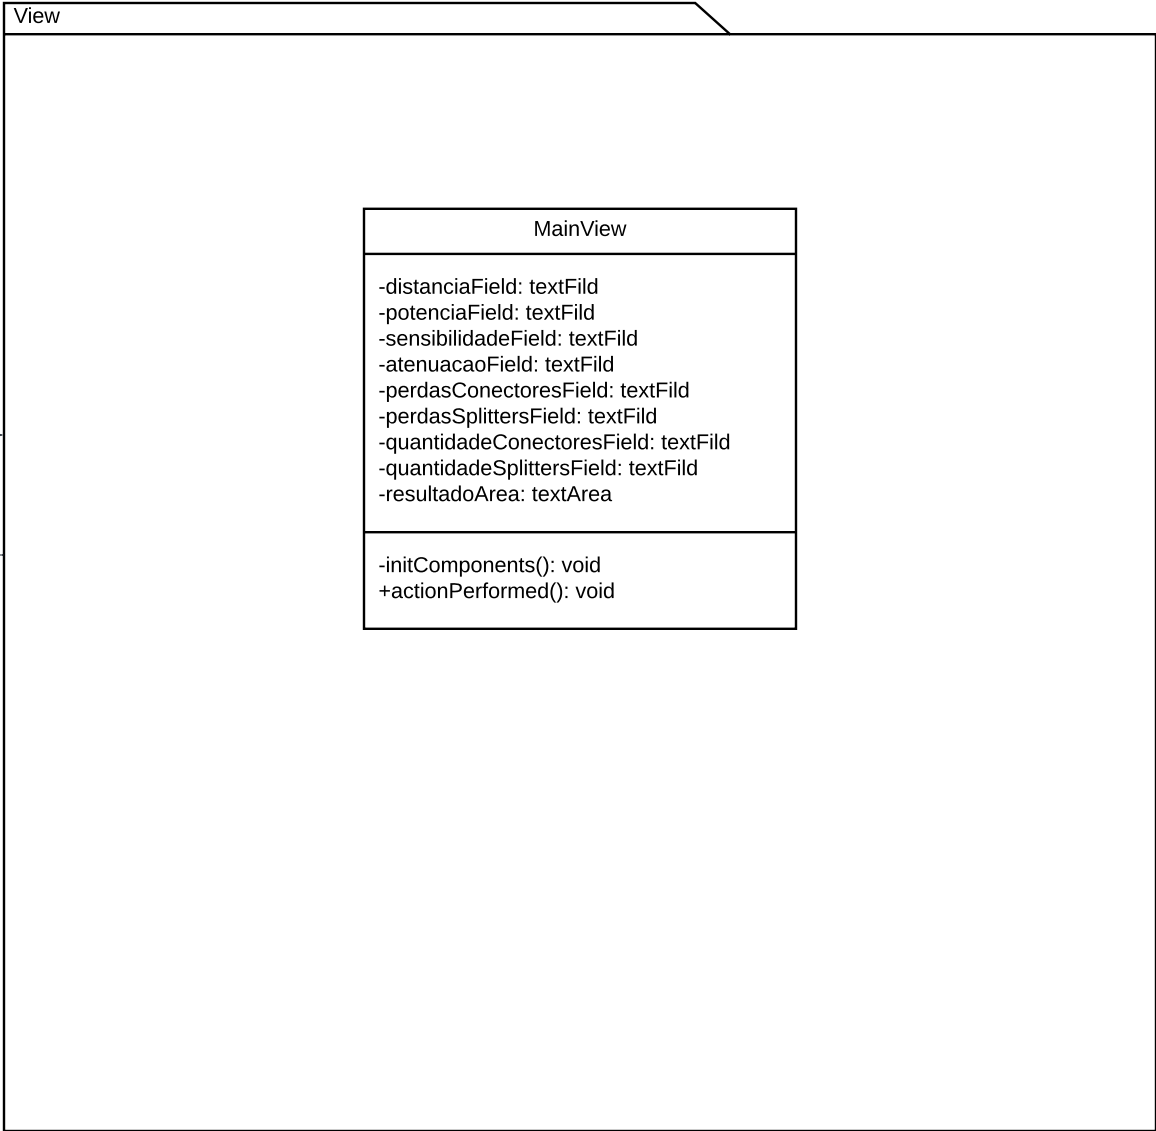 View
MainView
-distanciaField: textFild
-potenciaField: textFild
-sensibilidadeField: textFild
-atenuacaoField: textFild
-perdasConectoresField: textFild
-perdasSplittersField: textFild
-quantidadeConectoresField: textFild
-quantidadeSplittersField: textFild
-resultadoArea: textArea
-initComponents(): void
+actionPerformed(): void